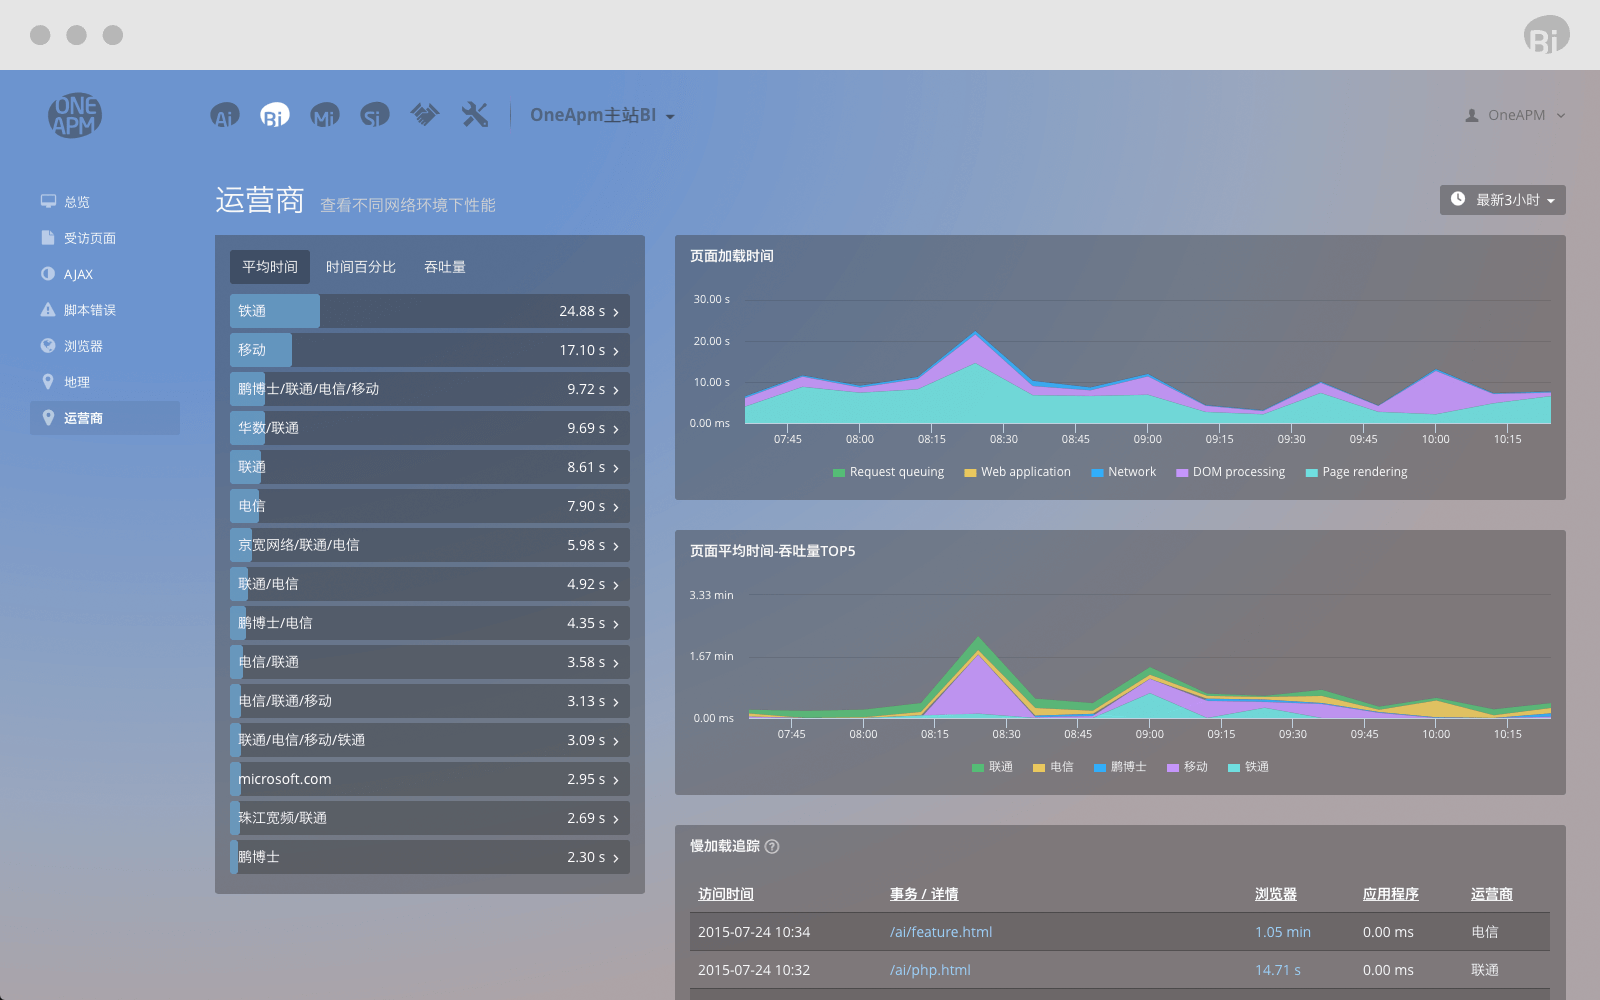 Bi
ONE
APM
Ai
Bi
Mi
Si
OneApm主站BI
OneAPM
总览
受访页面
AJAX
脚本错误
浏览器
地理
运营商
运营商 查看不同网络环境下性能
最新3小时
平均时间 时间百分比 吞吐量
铁通 24.88 s
移动 17.10 s
鹏博士/联通/电信/移动 9.72 s
华数/联通 9.69 s
联通 8.61 s
电信 7.90 s
京宽网络/联通/电信 5.98 s
联通/电信 4.92 s
鹏博士/电信 4.35 s
电信/联通 3.58 s
电信/联通/移动 3.13 s
联通/电信/移动/铁通 3.09 s
microsoft.com 2.95 s
珠江宽频/联通 2.69 s
鹏博士 2.30 s
页面加载时间
30.00 s
20.00 s
10.00 s
0.00 ms
07:45 08:00 08:15 08:30 08:45 09:00 09:15 09:30 09:45 10:00 10:15
Request queuing Web application Network DOM processing Page rendering
页面平均时间-吞吐量TOP5
3.33 min
1.67 min
0.00 ms
07:45 08:00 08:15 08:30 08:45 09:00 09:15 09:30 09:45 10:00 10:15
联通 电信 鹏博士 移动 铁通
慢加载追踪 ?
访问时间 事务 / 详情 浏览器 应用程序 运营商
2015-07-24 10:34 /ai/feature.html 1.05 min 0.00 ms 电信
2015-07-24 10:32 /ai/php.html 14.71 s 0.00 ms 联通